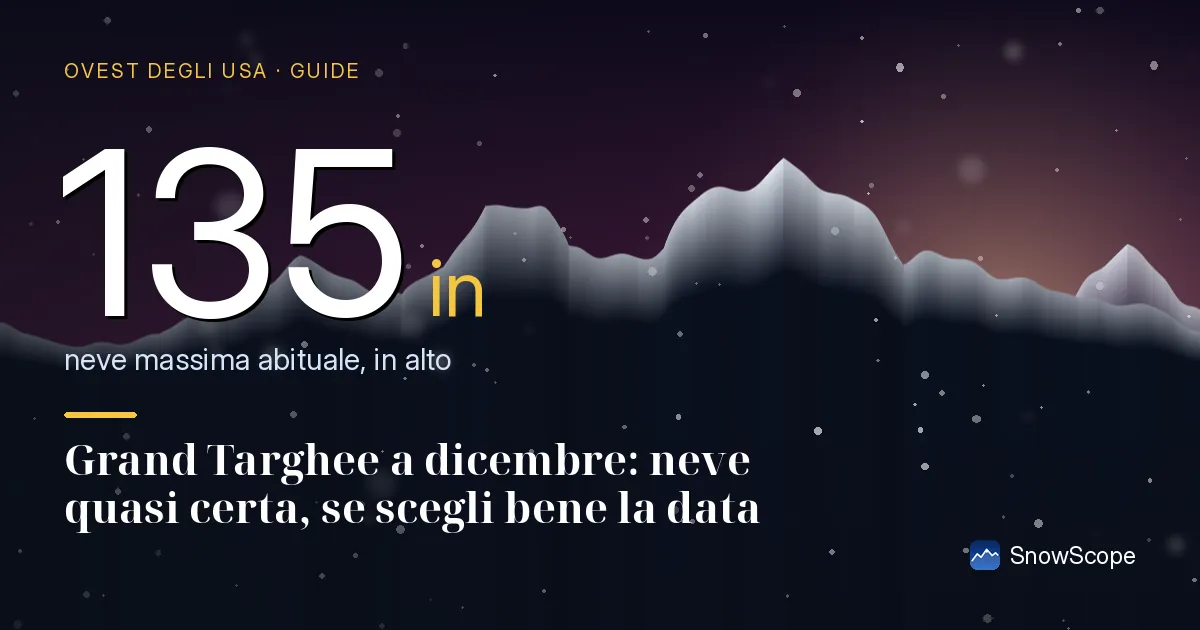 OVEST DEGLI USA · GUIDE
135 in
neve massima abituale, in alto
Grand Targhee a dicembre: neve
quasi certa, se scegli bene la data
SnowScope